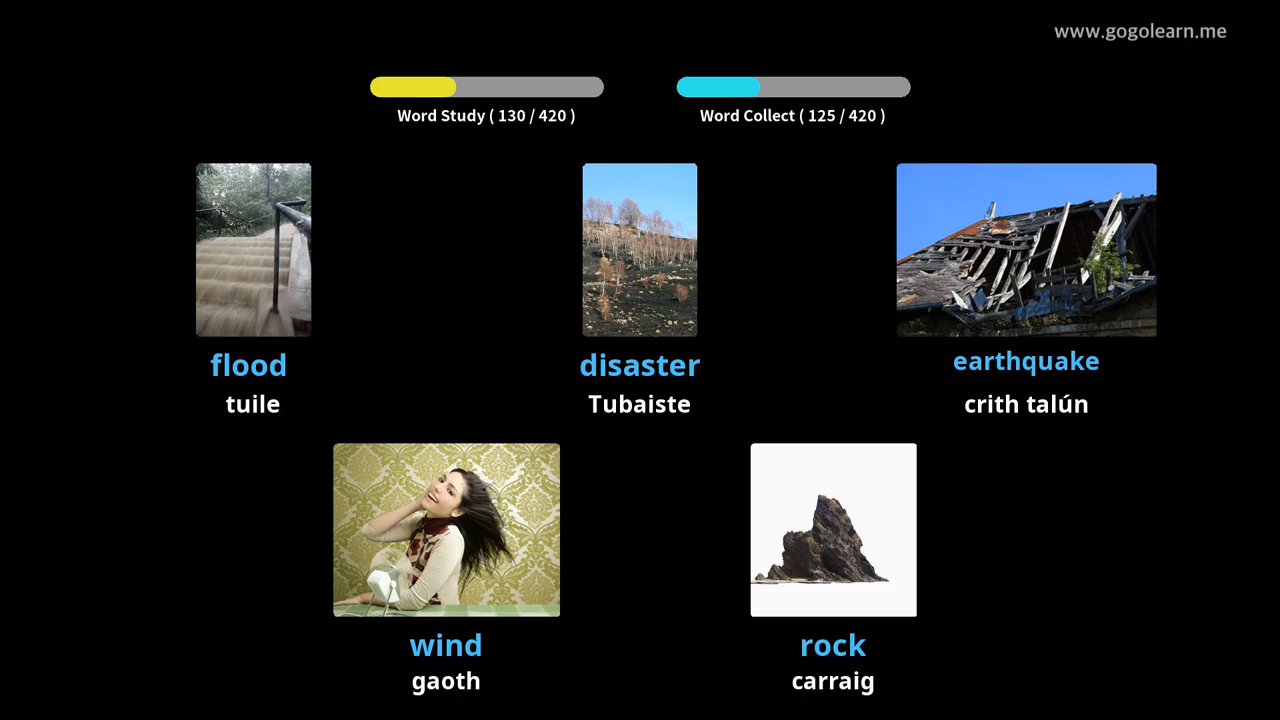 www.gogolearn.me
Word Study ( 130 / 420 )
Word Collect ( 125 / 420 )
flood
tuile
disaster
Tubaiste
earthquake
crith talún
wind
gaoth
rock
carraig